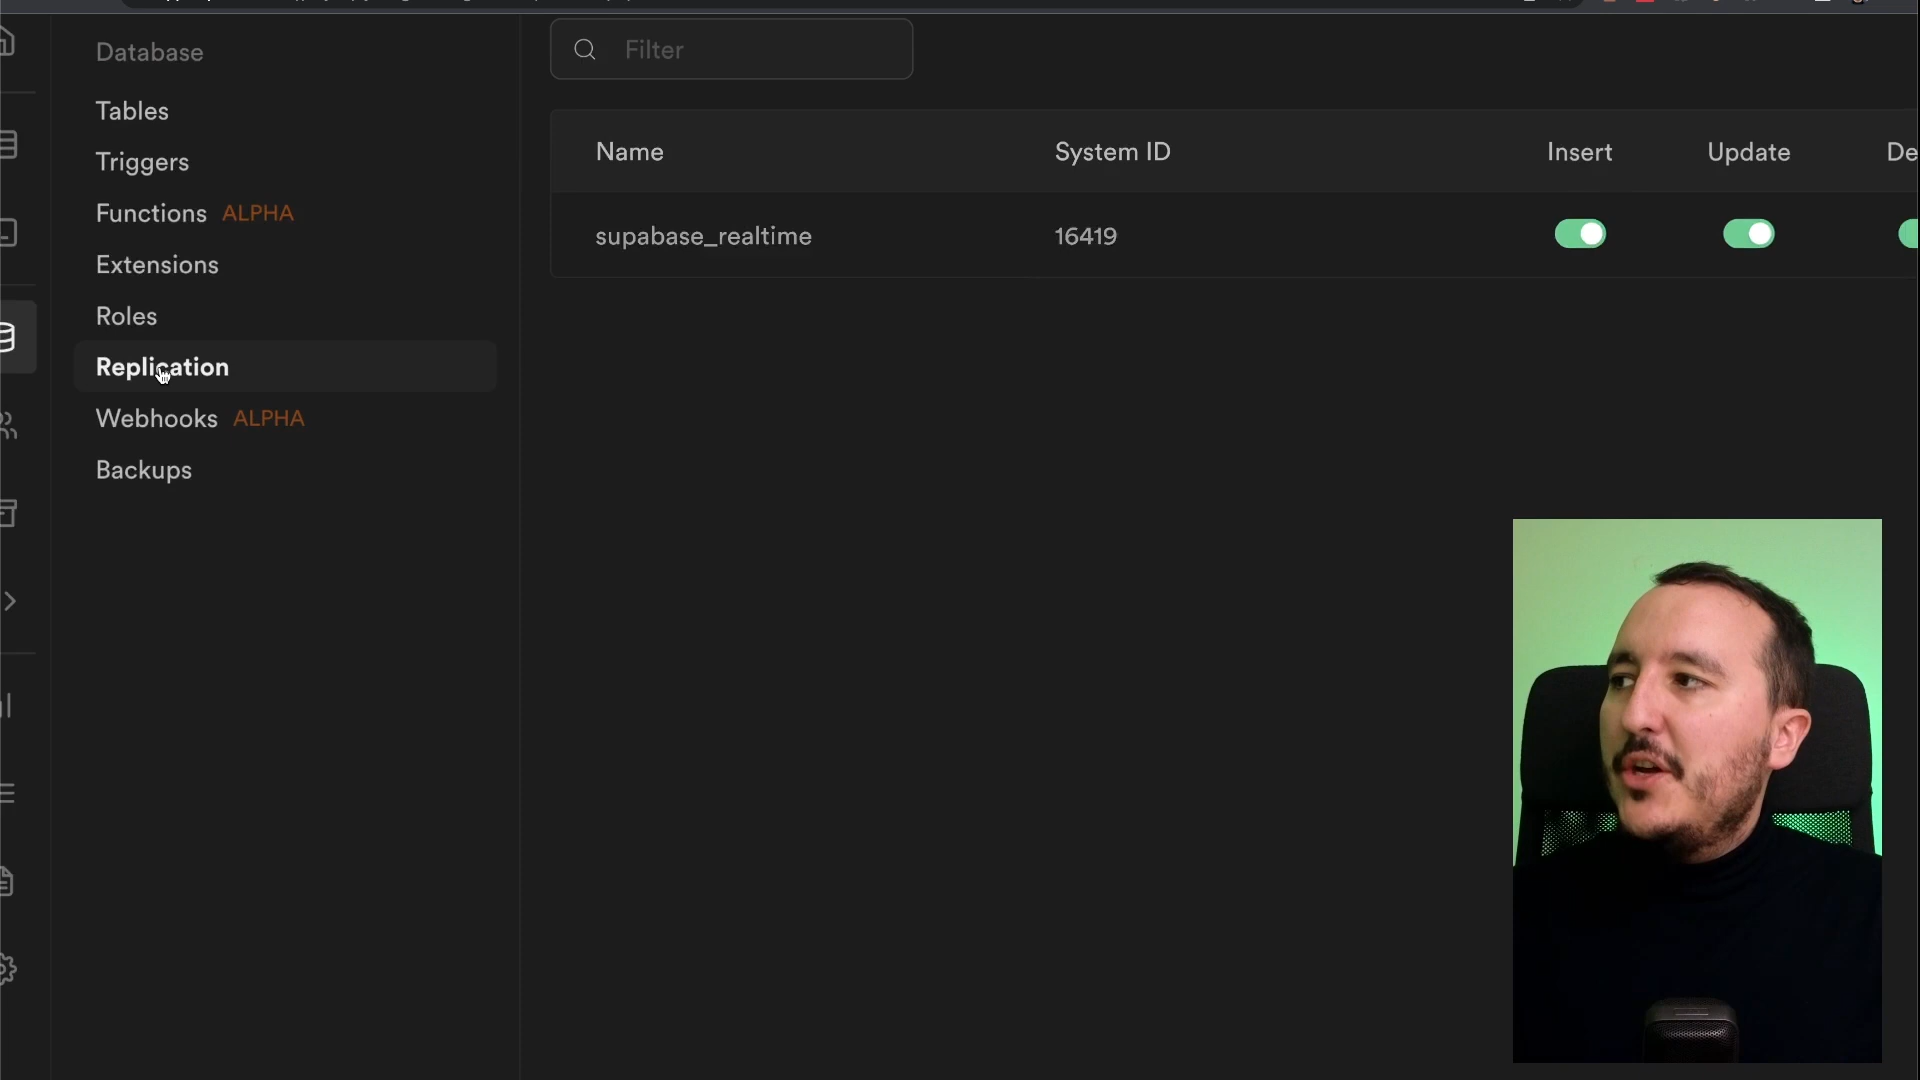 Database
Tables
Triggers
Functions ALPHA
Extensions
Roles
Replication
Webhooks ALPHA
Backups
Filter
Name System ID Insert Update De
supabase_realtime 16419